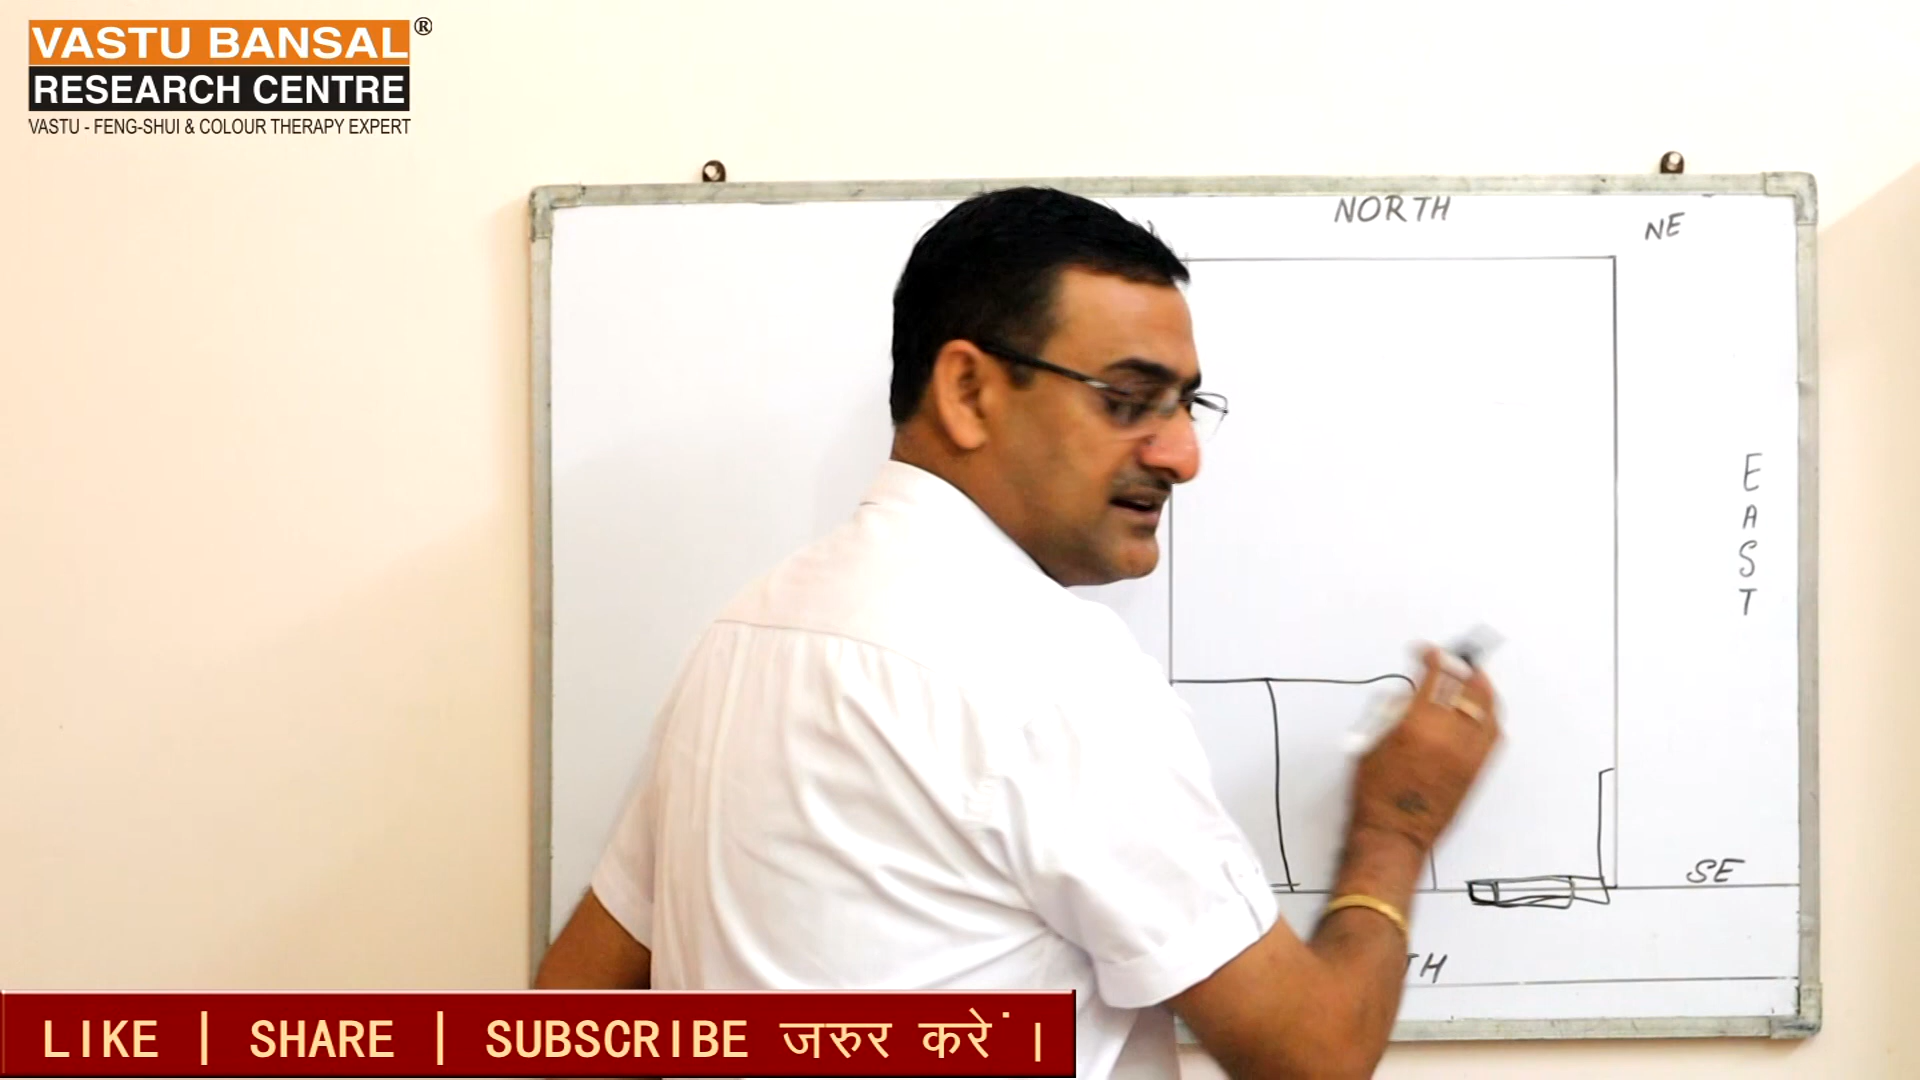 VASTU BANSAL®
RESEARCH CENTRE
VASTU - FENG-SHUI & COLOUR THERAPY EXPERT
NORTH
NE
EAST
SE
TH
LIKE | SHARE | SUBSCRIBE जरुर करें ।